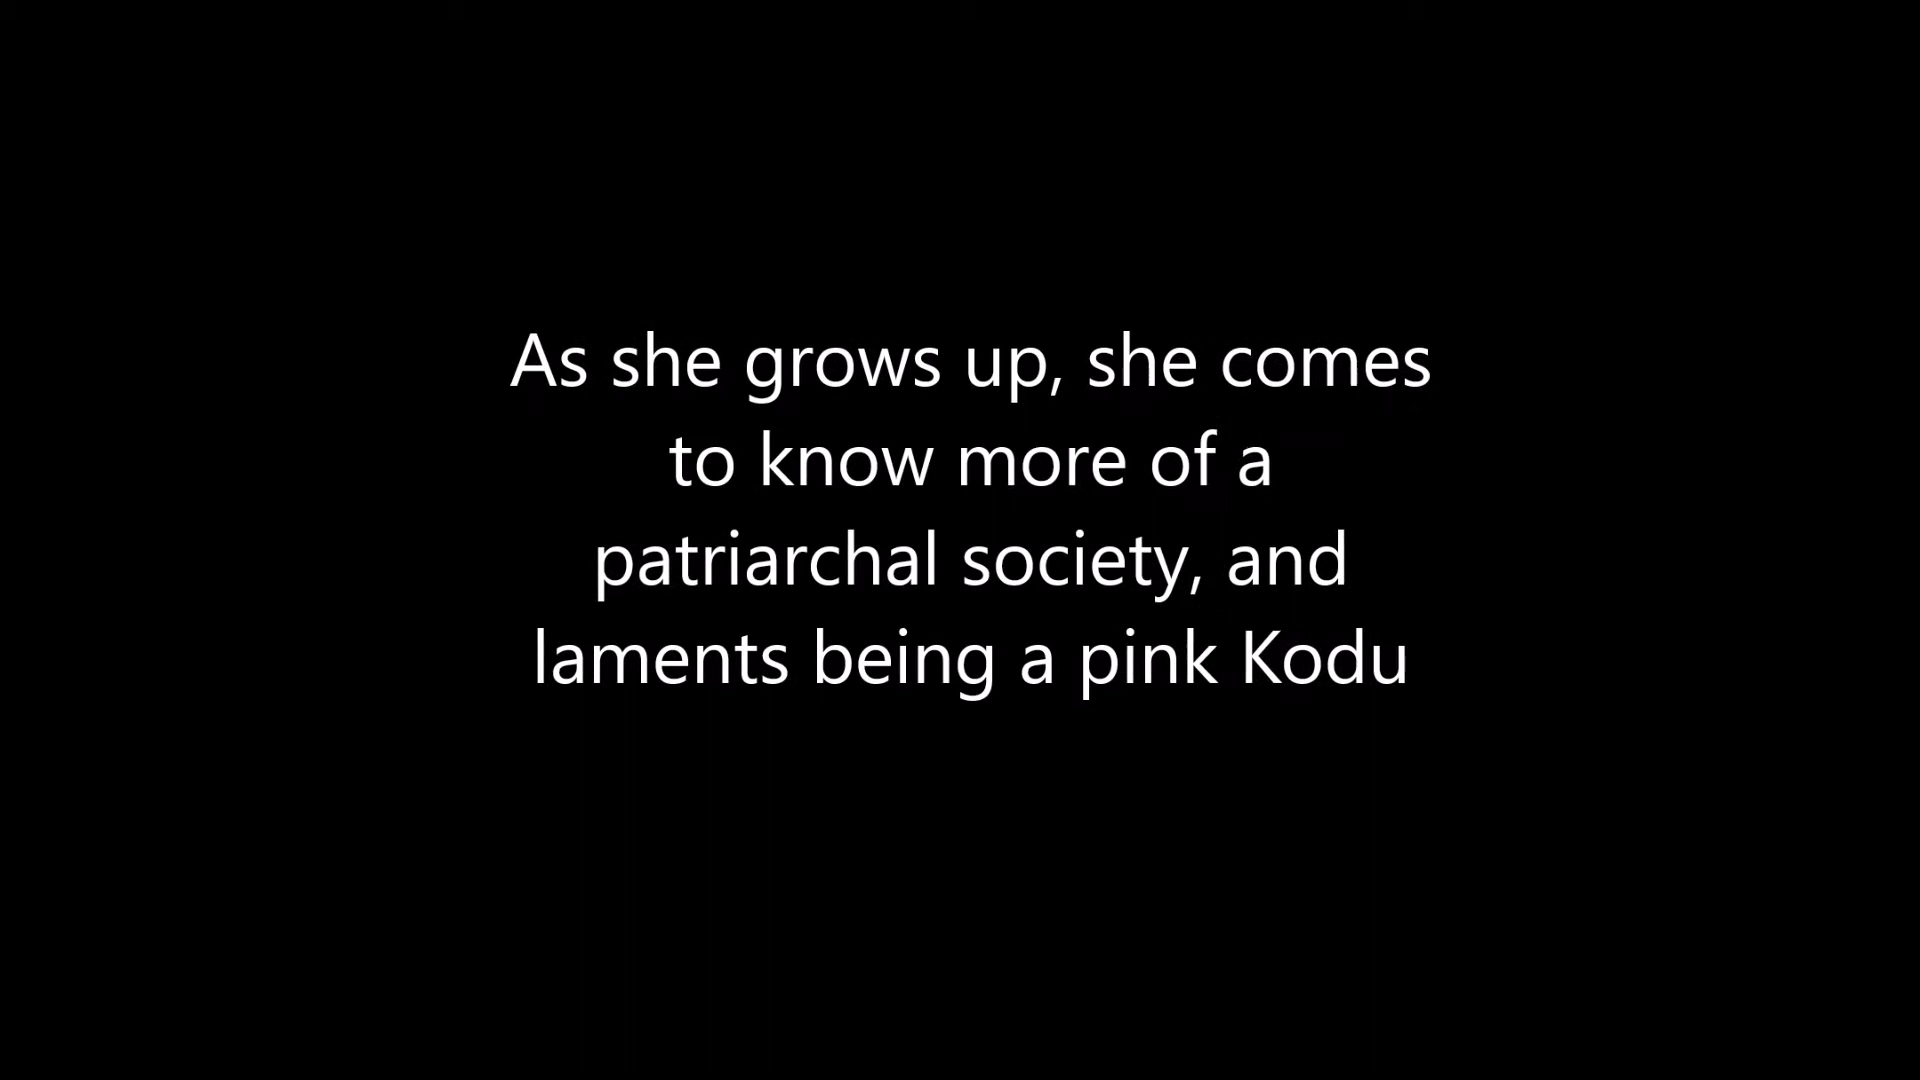 As she grows up, she comes
to know more of a
patriarchal society, and
laments being a pink Kodu